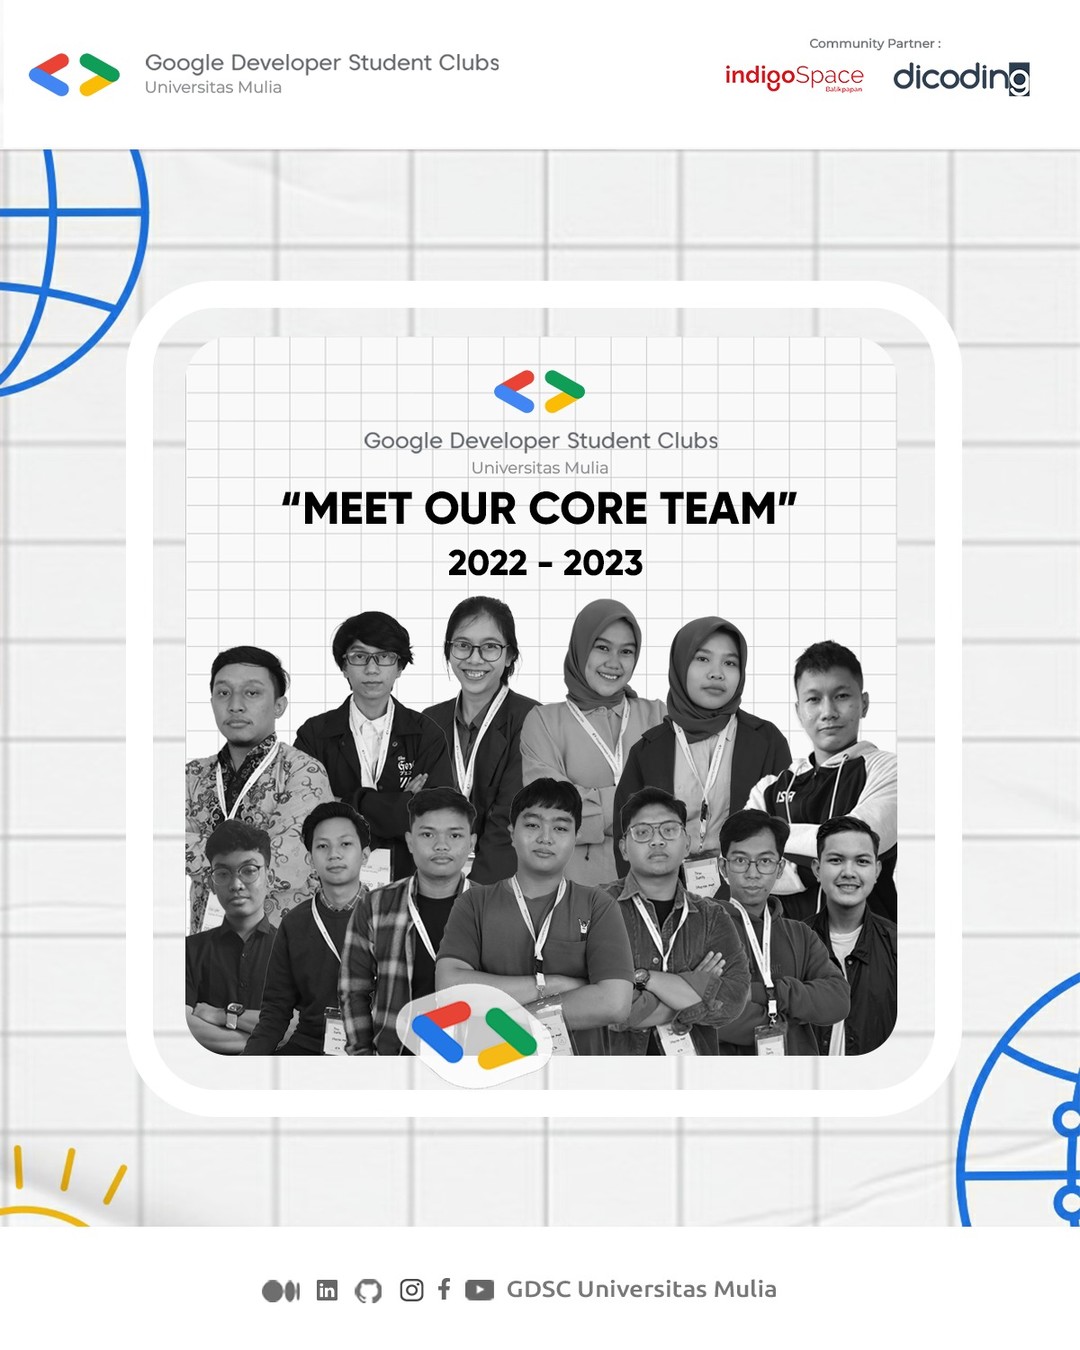 Google Developer Student Clubs
Universitas Mulia
Community Partner :
indigoSpace
Balikpapan
dicoding
Google Developer Student Clubs
Universitas Mulia
“MEET OUR CORE TEAM”
2022 - 2023
GDSC Universitas Mulia